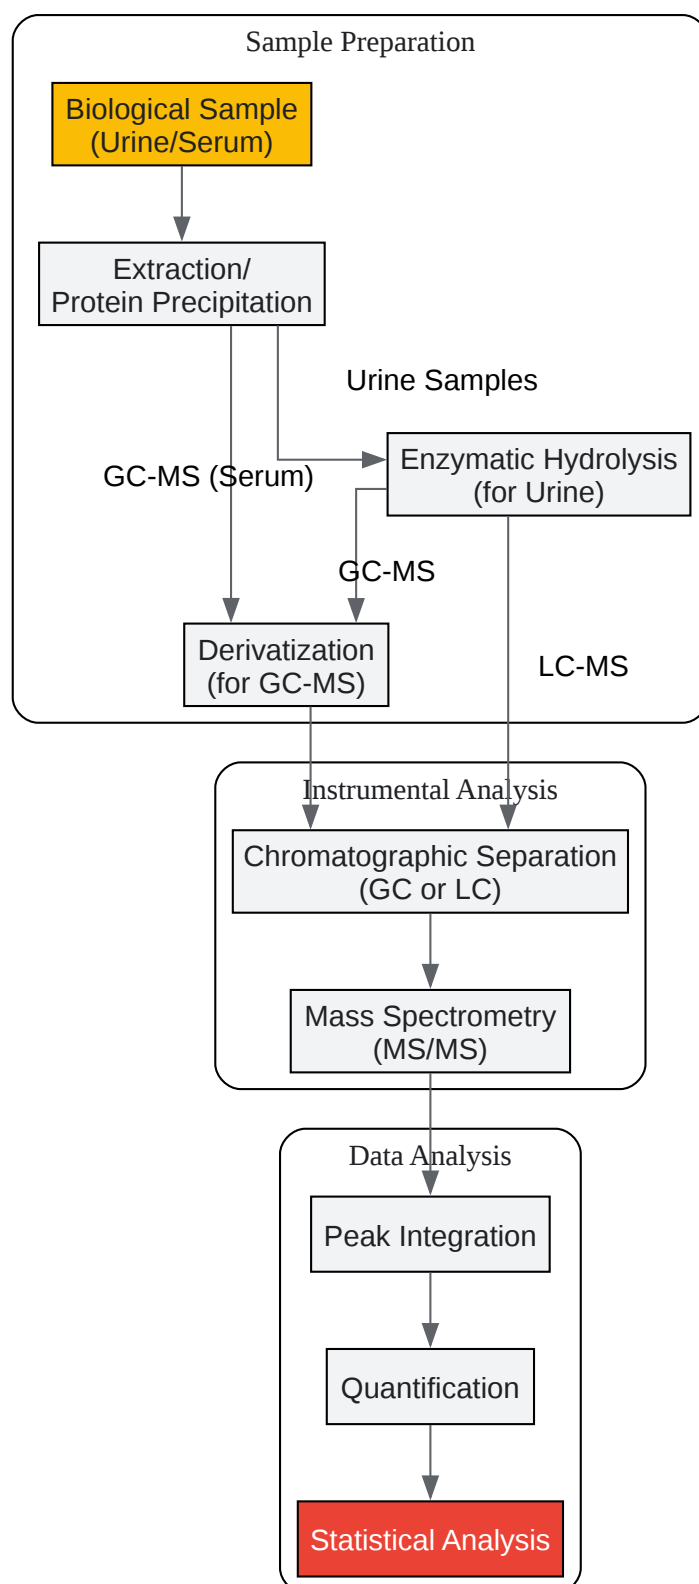 Sample Preparation
Biological Sample
(Urine/Serum)
Extraction/
Protein Precipitation
Urine Samples
GC-MS (Serum)
Enzymatic Hydrolysis
(for Urine)
GC-MS
Derivatization
(for GC-MS)
LC-MS
Instrumental Analysis
Chromatographic Separation
(GC or LC)
Mass Spectrometry
(MS/MS)
Data Analysis
Peak Integration
Quantification
Statistical Analysis